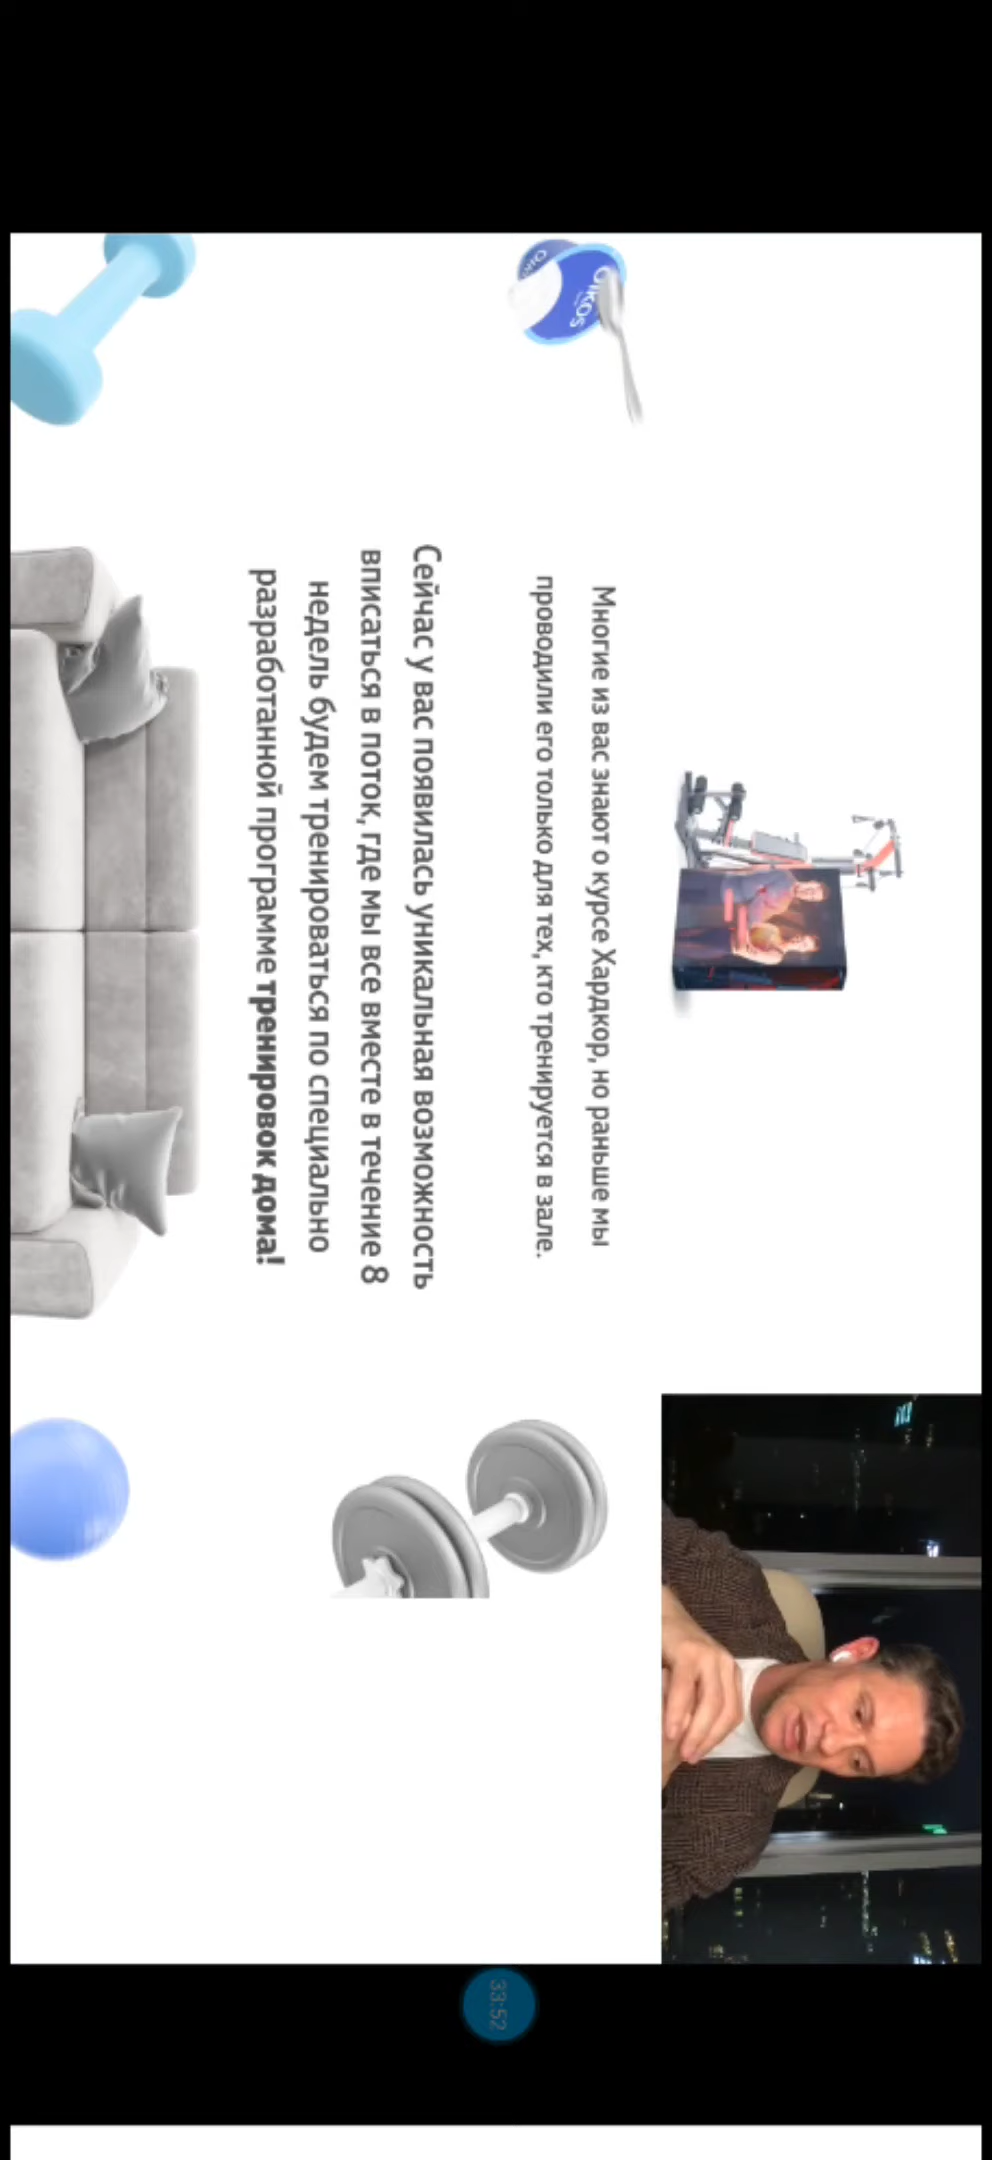 OIKOS
Многие из вас знают о курсе Хардкор, но раньше мы
проводили его только для тех, кто тренируется в зале.
Сейчас у вас появилась уникальная возможность
вписаться в поток, где мы все вместе в течение 8
недель будем тренироваться по специально
разработанной программе тренировок дома!
33:52